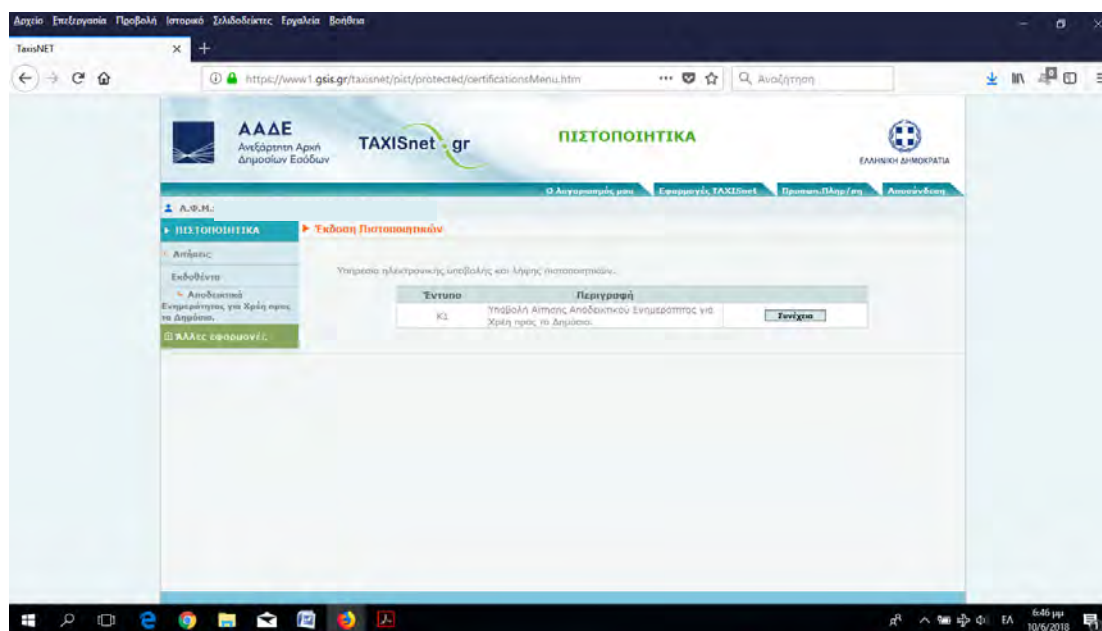 Αρχείο Επεξεργασία Προβολή Ιστορικό Σελιδοδείκτες Εργαλεία Βοήθεια
TaxisNET
https://www1.gsis.gr/taxisnet/pist/protected/certificationsMenu.htm
Αναζήτηση
ΑΑΔΕ
Ανεξάρτητη Αρχή
Δημοσίων Εσόδων
TAXISnet gr
ΠΙΣΤΟΠΟΙΗΤΙΚΑ
ΕΛΛΗΝΙΚΗ ΔΗΜΟΚΡΑΤΙΑ
Ο Λογαριασμός μου Εφαρμογές TAXISnet Προσωπ.Πληρ/ση Αποσύνδεση
Α.Φ.Μ.:
ΠΙΣΤΟΠΟΙΗΤΙΚΑ
Έκδοση Πιστοποιητικών
Αιτήσεις
Εκδοθέντα
Αποδεικτικό
Ενημερότητας για Χρέη προς
το Δημόσιο.
Άλλες εφαρμογές
Υπηρεσία ηλεκτρονικής υποβολής και λήψης πιστοποιητικών.
Έντυπο Περιγραφή
Κ1 Υποβολή Αίτησης Αποδεικτικού Ενημερότητας για
Χρέη προς το Δημόσιο.
Συνέχεια
ΕΛ
6:46 μμ
10/6/2018